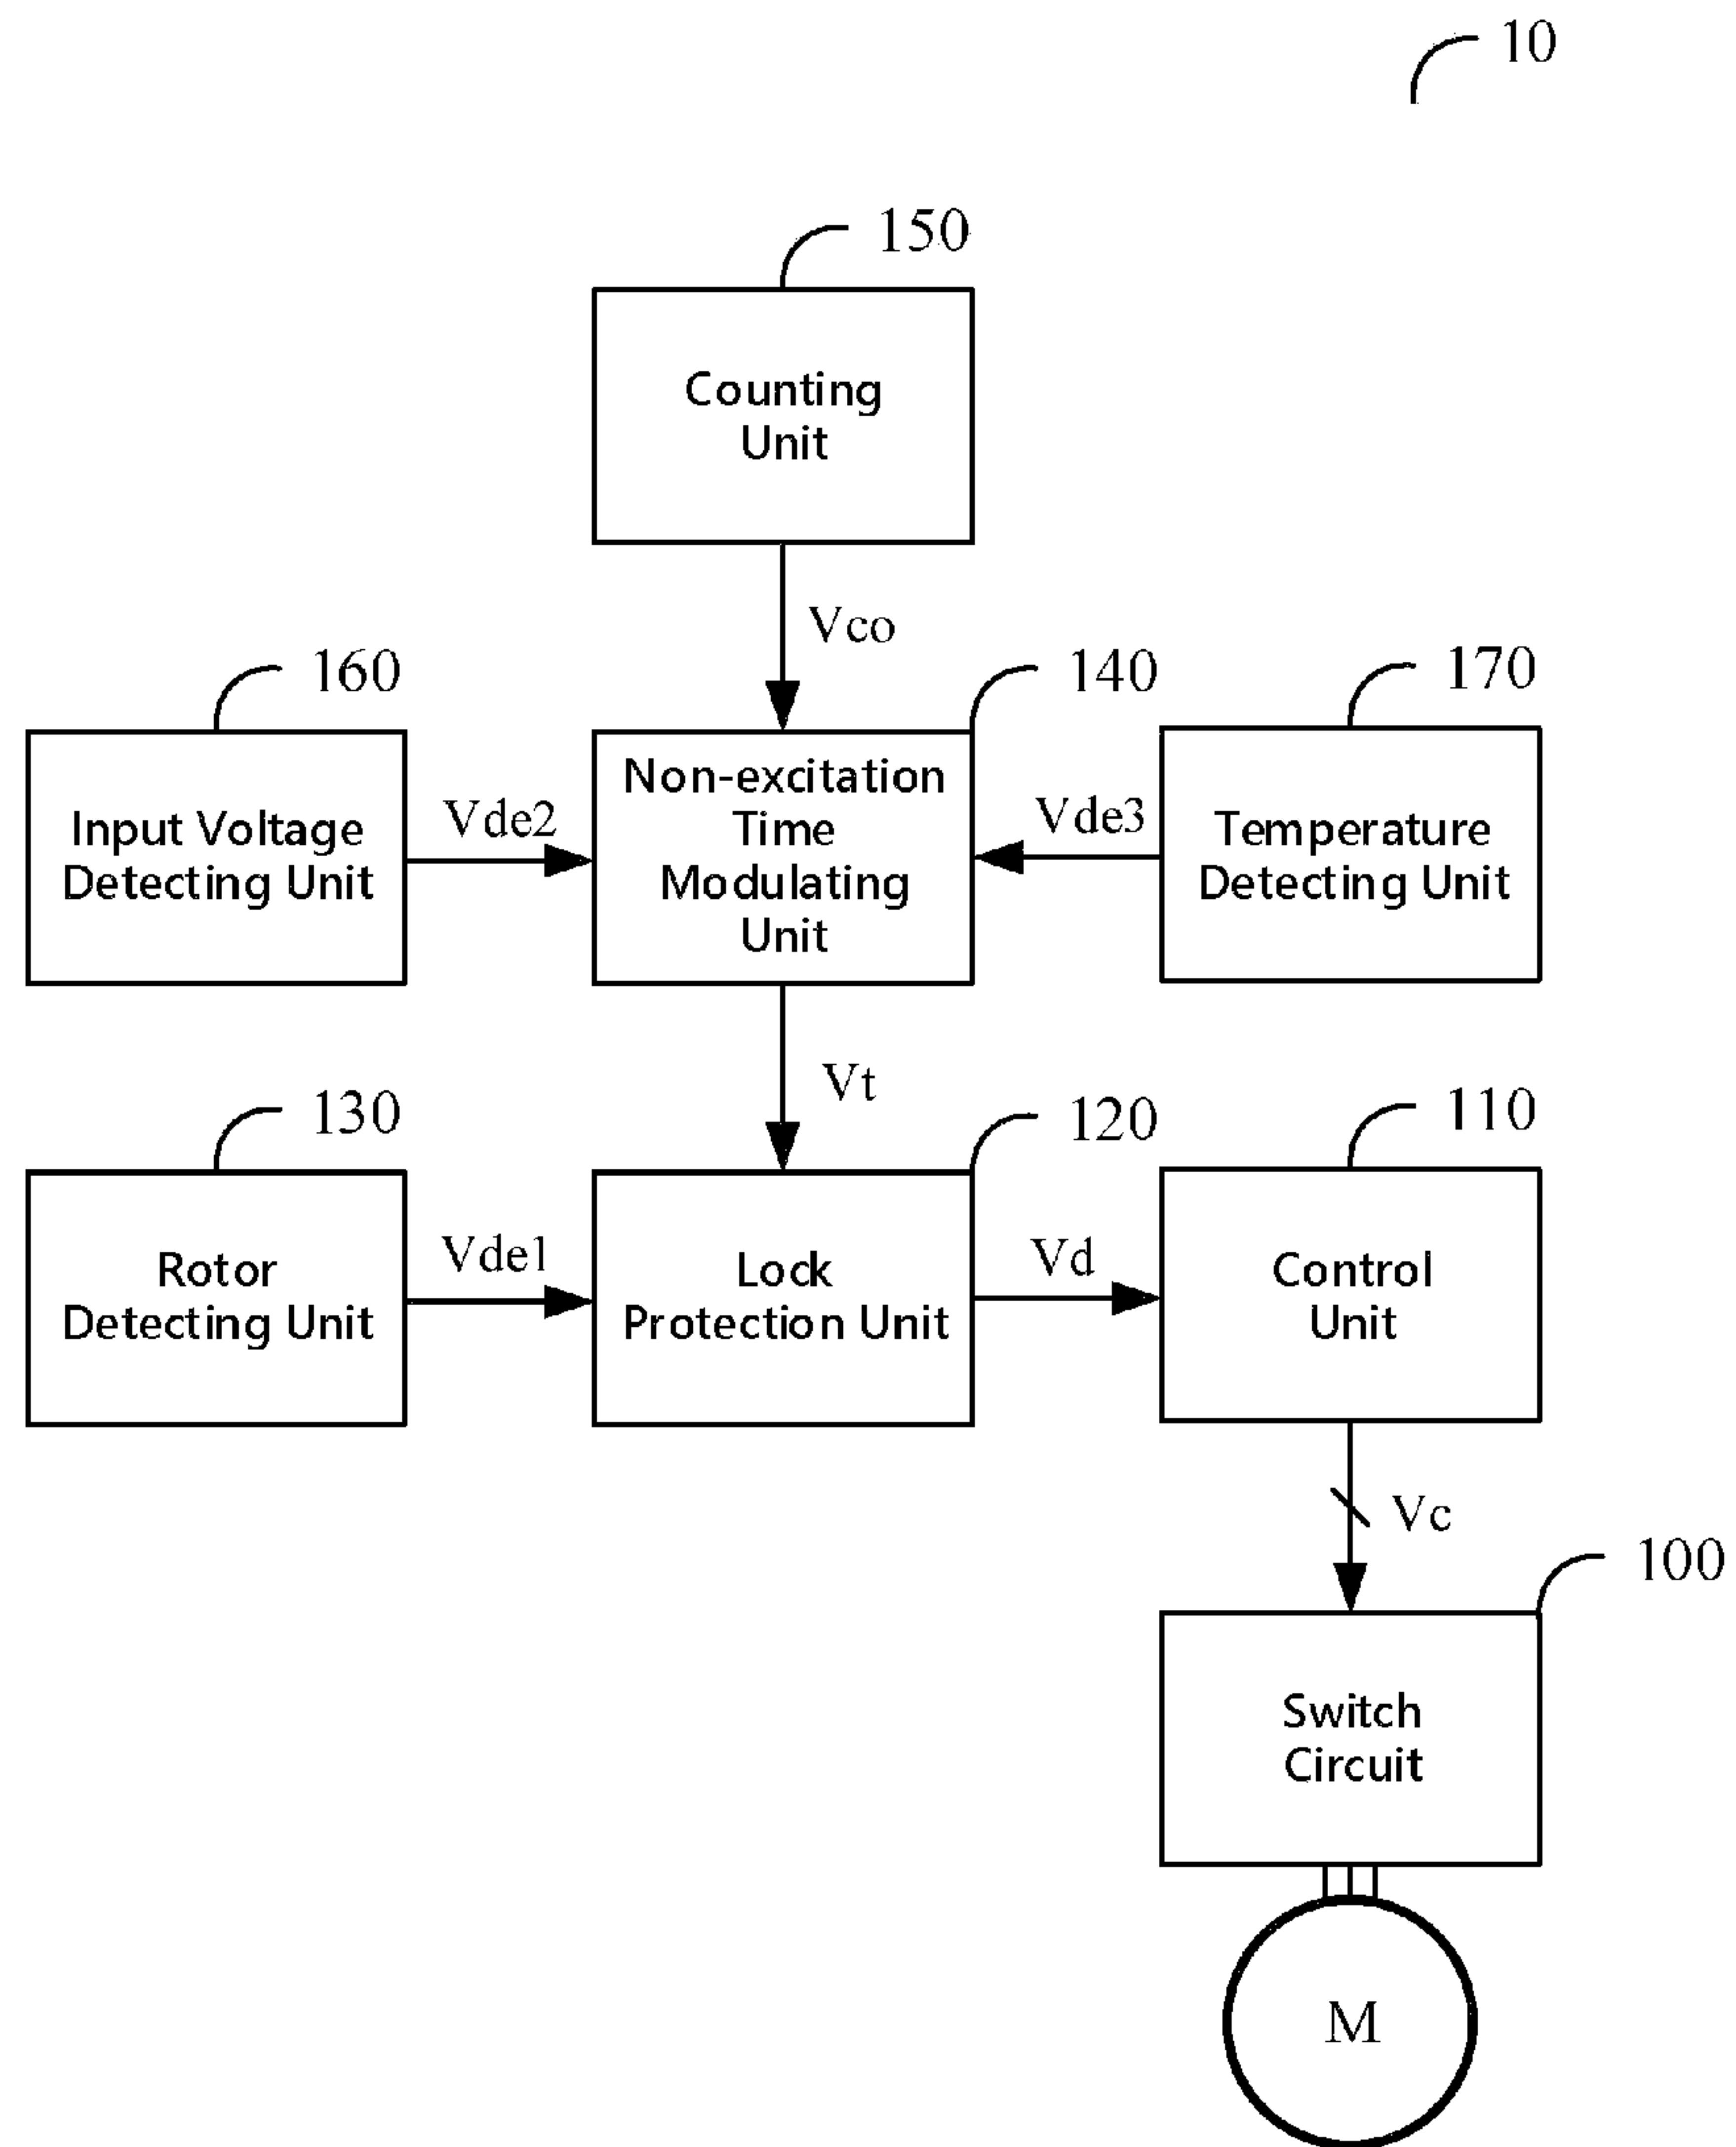 10
150
Counting
Unit
Vco
160
140
170
Input Voltage
Detecting Unit
Vde2
Non-excitation
Time
Modulating
Unit
Vde3
Temperature
Detecting Unit
Vt
130
120
110
Rotor
Detecting Unit
Vde1
Lock
Protection Unit
Vd
Control
Unit
Vc
100
Switch
Circuit
M